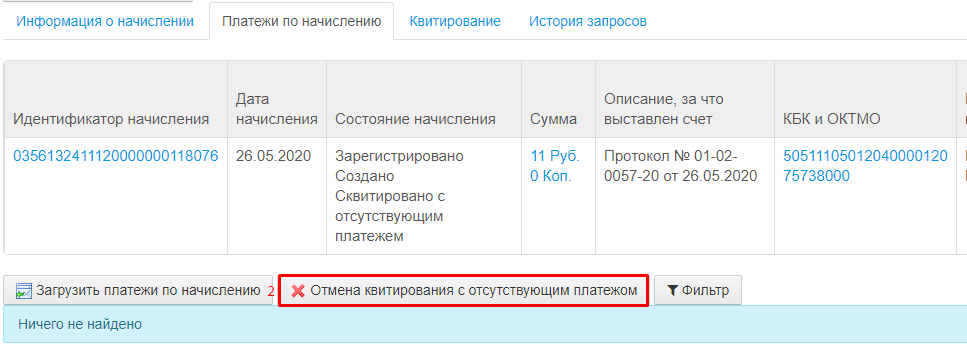 Информация о начислении Платежи по начислению Квитирование История запросов
Идентификатор начисления Дата начисления Состояние начисления Сумма Описание, за что выставлен счет КБК и ОКТМО
0356132411120000000118076 26.05.2020 Зарегистрировано 11 Руб. Протокол № 01-02- 50511105012040000120
Создано 0 Коп. 0057-20 от 26.05.2020 75738000
Сквитировано с
отсутствующим
платежем
Загрузить платежи по начислению 2 Отмена квитирования с отсутствующим платежом Фильтр
Ничего не найдено